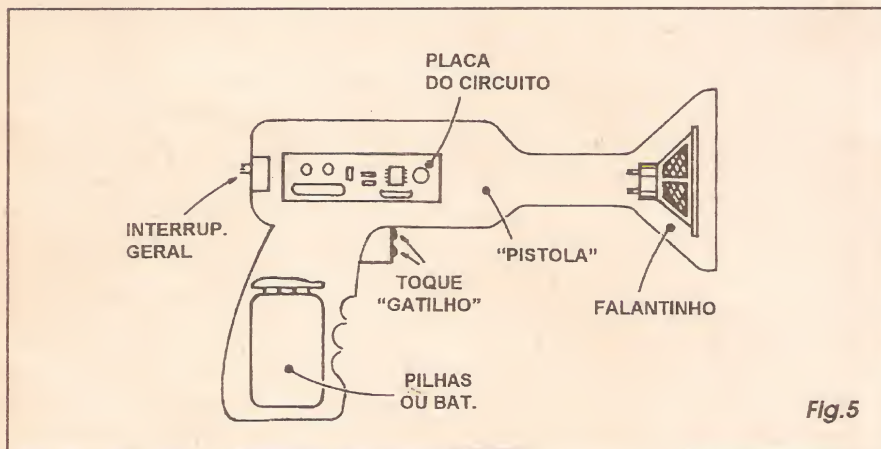 PLACA
DO CIRCUITO
INTERRUP.
GERAL
"PISTOLA"
TOQUE
"GATILHO"
FALANTINHO
PILHAS
OU BAT.
Fig.5